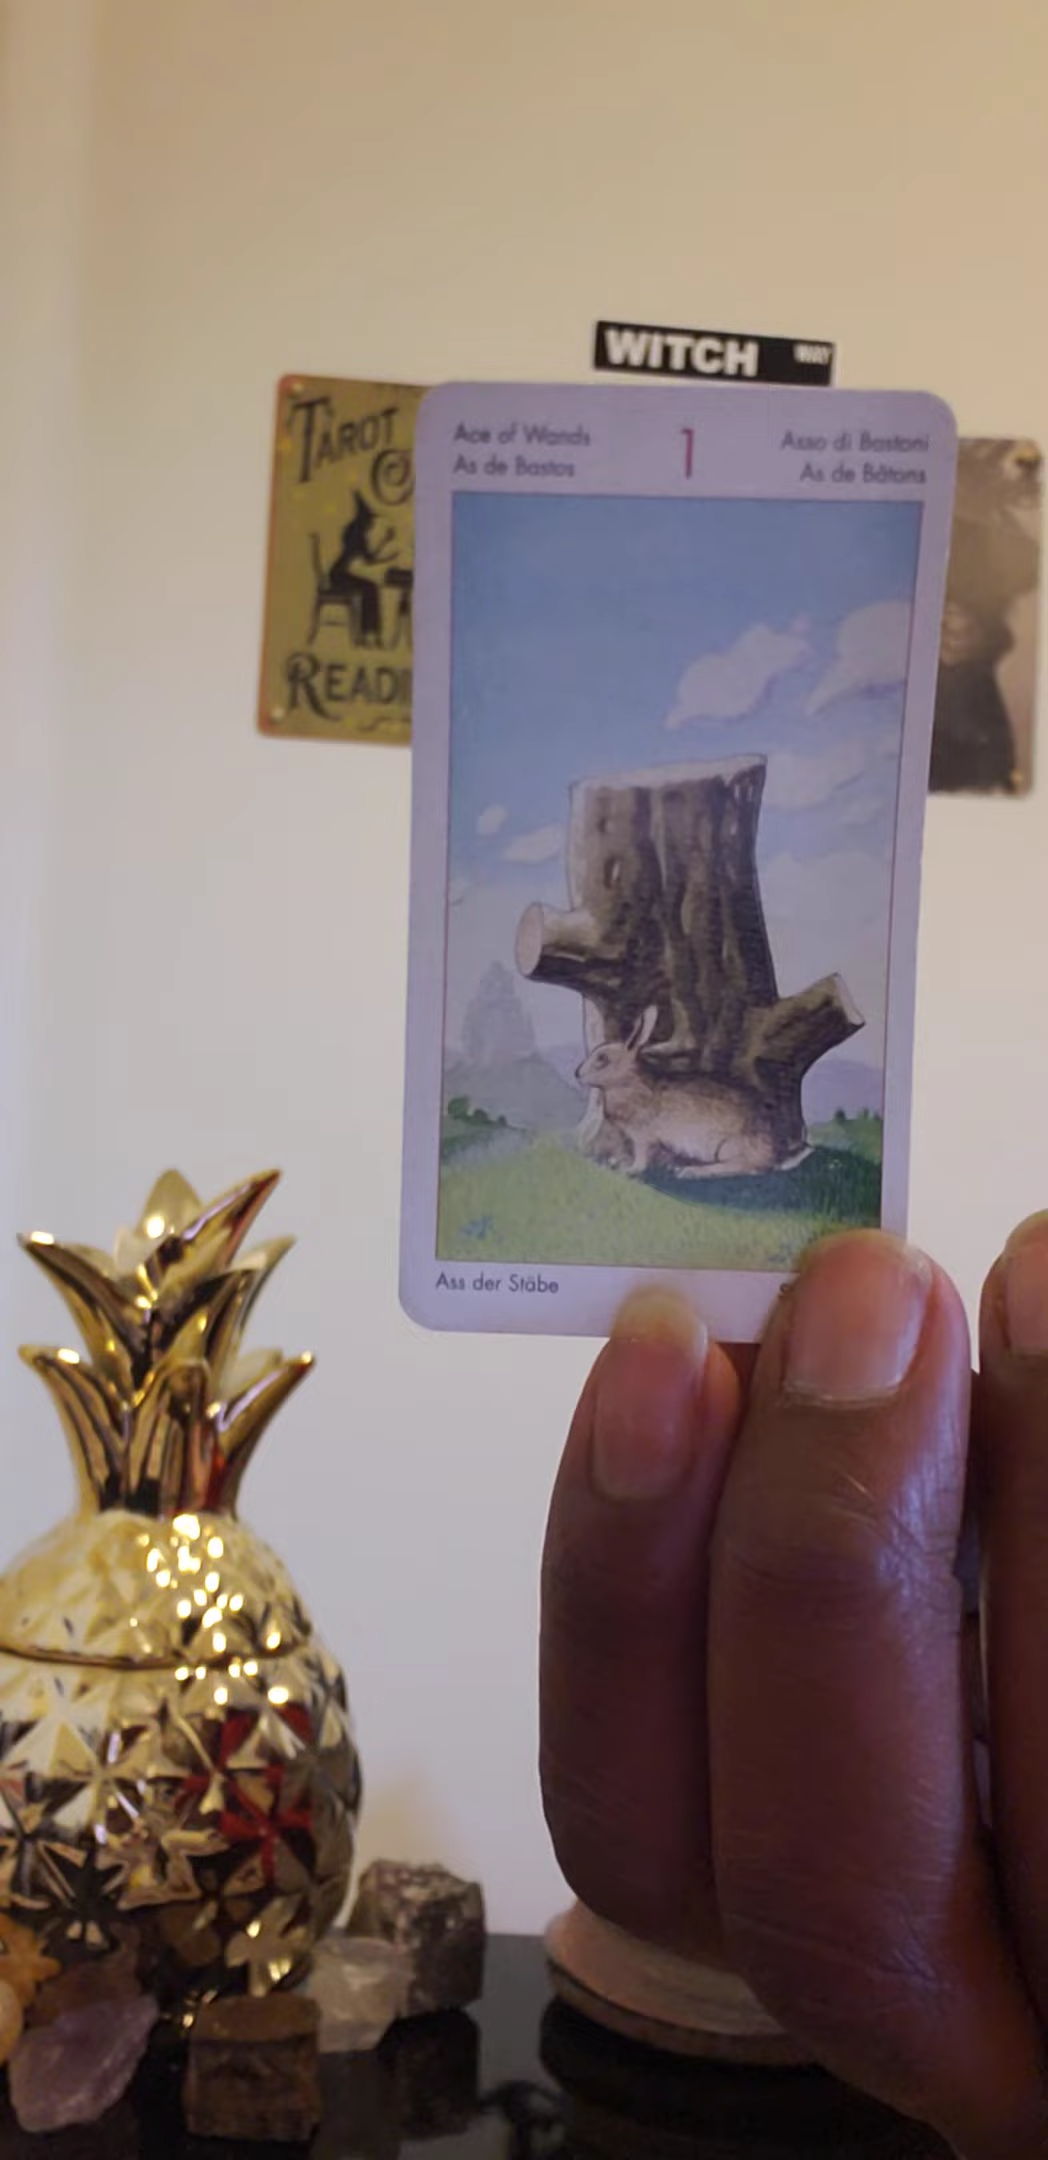 WITCH WAY
TAROT
READI
Ace of Wands
As de Bastos
1
Asso di Bastoni
As de Bâtons
Ass der Stäbe